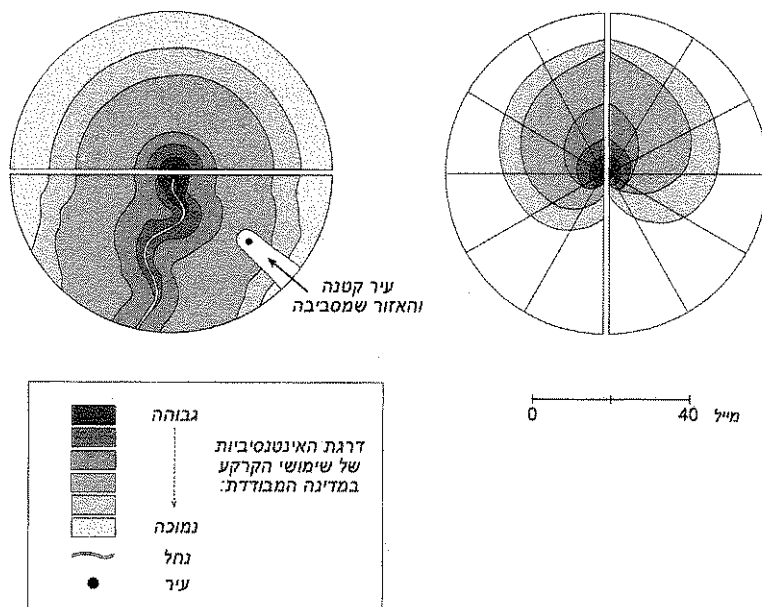 עיר קטנה
והאזור שמסביבה
0 40 מייל
גבוהה
נמוכה
דרגת האינטנסיביות
של שימושי הקרקע
במדינה המבודדת:
נחל
עיר